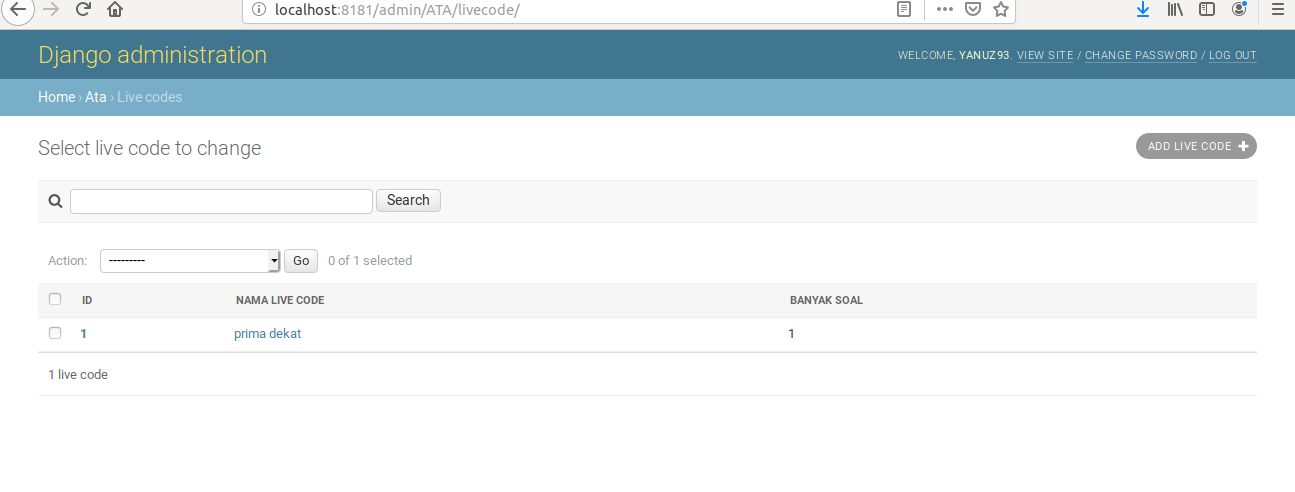 localhost:8181/admin/ATA/livecode/
Django administration
WELCOME, YANUZ93. VIEW SITE / CHANGE PASSWORD / LOG OUT
Home › Ata › Live codes
Select live code to change
ADD LIVE CODE +
Search
Action: --------- Go 0 of 1 selected
ID NAMA LIVE CODE BANYAK SOAL
1 prima dekat 1
1 live code